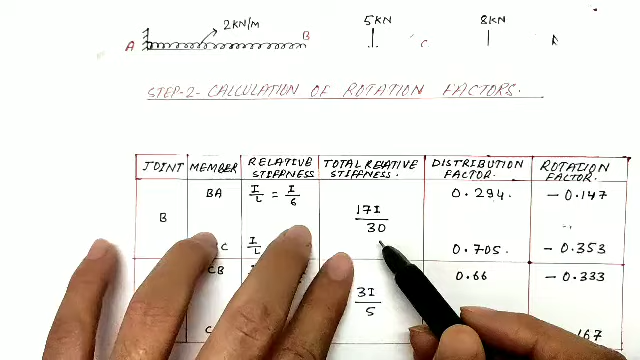 2KN/M
5KN
8KN
A
B
C
STEP-2- CALCULATION OF ROTATION FACTORS.
JOINT MEMBER RELATIVE STIFFNESS TOTAL RELATIVE STIFFNESS. DISTRIBUTION FACTOR. ROTATION FACTOR.
B BA I/L = I/6 17I/30 0.294 -0.147
I/L 0.705. -0.353
CB 3I/5 0.66 -0.333